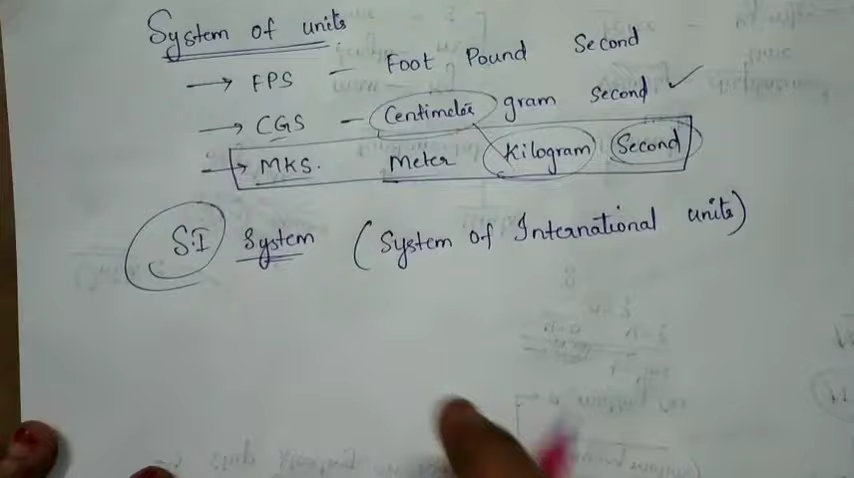 System of units
→ FPS – Foot Pound Second
→ CGS – Centimeter gram second ✓
→ MKS. Meter Kilogram Second
S.I System (System of International units)